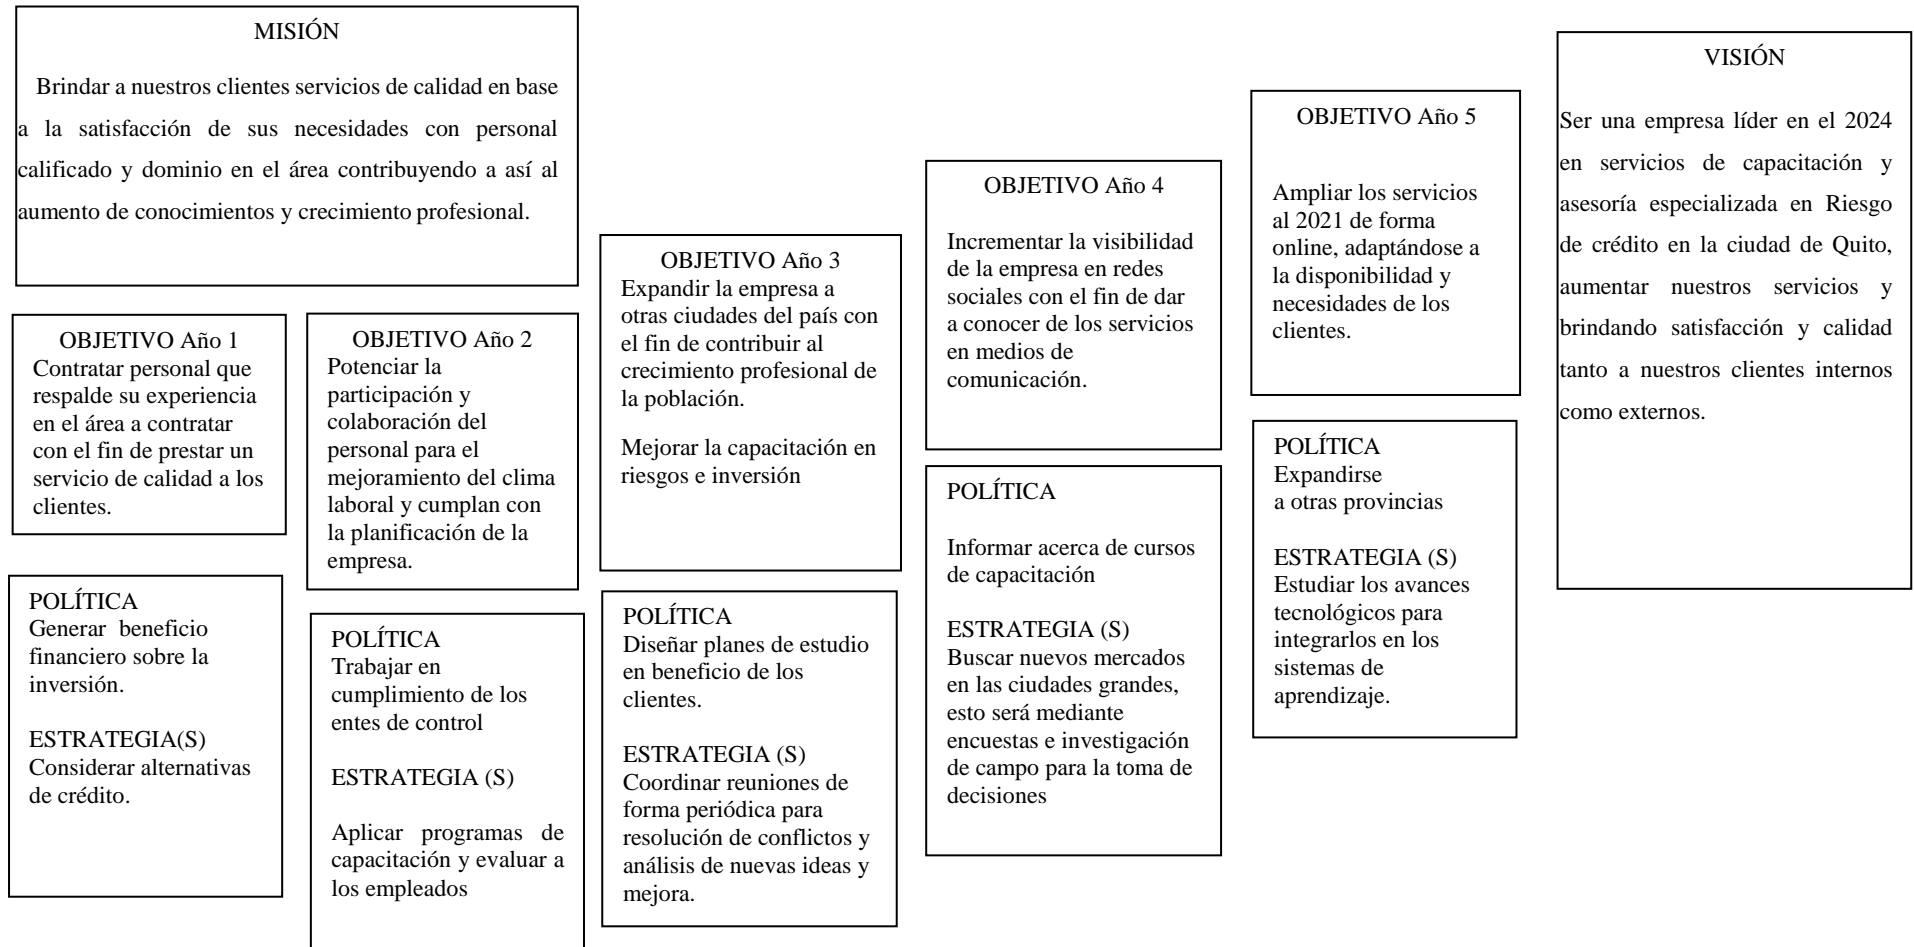 MISIÓN
Brindar a nuestros clientes servicios de calidad en base
a la satisfacción de sus necesidades con personal
calificado y dominio en el área contribuyendo a así al
aumento de conocimientos y crecimiento profesional.
OBJETIVO Año 1
Contratar personal que
respalde su experiencia
en el área a contratar
con el fin de prestar un
servicio de calidad a los
clientes.
POLÍTICA
Generar beneficio
financiero sobre la
inversión.
ESTRATEGIA(S)
Considerar alternativas
de crédito.
OBJETIVO Año 2
Potenciar la
participación y
colaboración del
personal para el
mejoramiento del clima
laboral y cumplan con
la planificación de la
empresa.
POLÍTICA
Trabajar en
cumplimiento de los
entes de control
ESTRATEGIA (S)
Aplicar programas de
capacitación y evaluar a
los empleados
OBJETIVO Año 3
Expandir la empresa a
otras ciudades del país con
el fin de contribuir al
crecimiento profesional de
la población.
Mejorar la capacitación en
riesgos e inversión
POLÍTICA
Diseñar planes de estudio
en beneficio de los
clientes.
ESTRATEGIA (S)
Coordinar reuniones de
forma periódica para
resolución de conflictos y
análisis de nuevas ideas y
mejora.
OBJETIVO Año 4
Incrementar la visibilidad
de la empresa en redes
sociales con el fin de dar
a conocer de los servicios
en medios de
comunicación.
POLÍTICA
Informar acerca de cursos
de capacitación
ESTRATEGIA (S)
Buscar nuevos mercados
en las ciudades grandes,
esto será mediante
encuestas e investigación
de campo para la toma de
decisiones
OBJETIVO Año 5
Ampliar los servicios
al 2021 de forma
online, adaptándose a
la disponibilidad y
necesidades de los
clientes.
POLÍTICA
Expandirse
a otras provincias
ESTRATEGIA (S)
Estudiar los avances
tecnológicos para
integrarlos en los
sistemas de
aprendizaje.
VISIÓN
Ser una empresa líder en el 2024
en servicios de capacitación y
asesoría especializada en Riesgo
de crédito en la ciudad de Quito,
aumentar nuestros servicios y
brindando satisfacción y calidad
tanto a nuestros clientes internos
como externos.